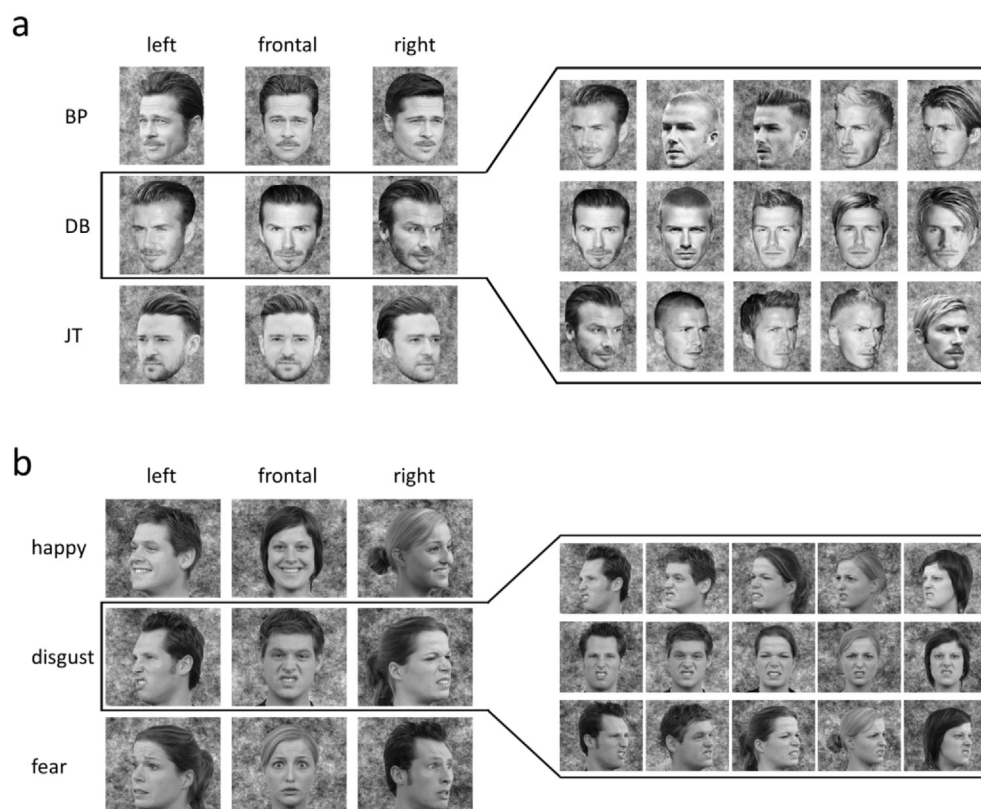 a
left frontal right
BP
DB
JT
b
left frontal right
happy
disgust
fear